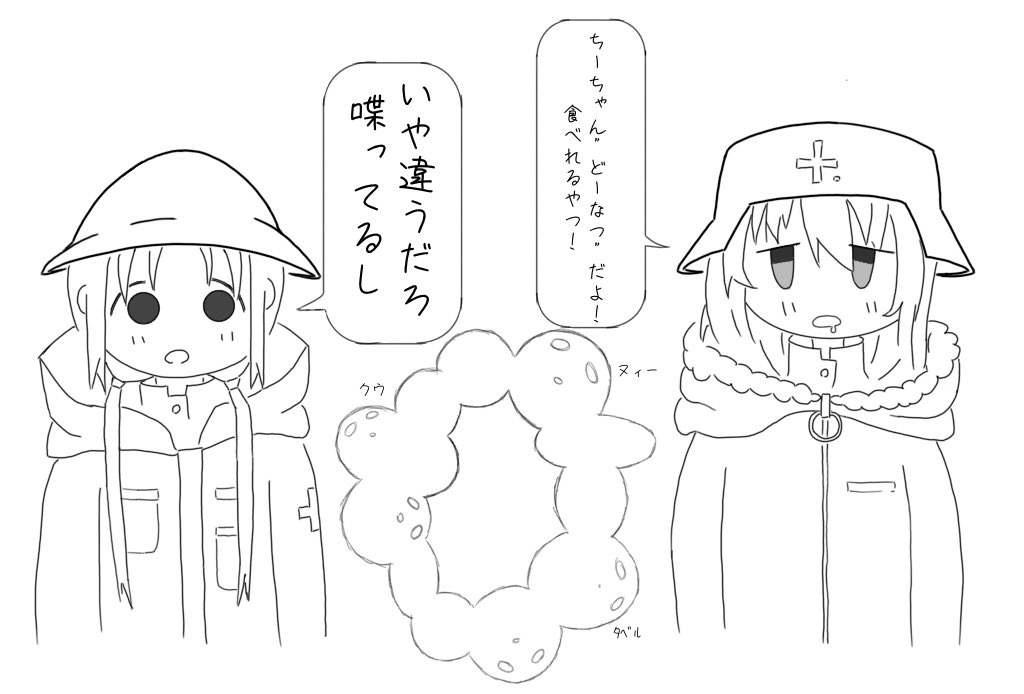 ちーちゃん”どーなつ”だよ！
食べれるやつ！
いや違うだろ
喋ってるし
ヌィー
クウ
タベル